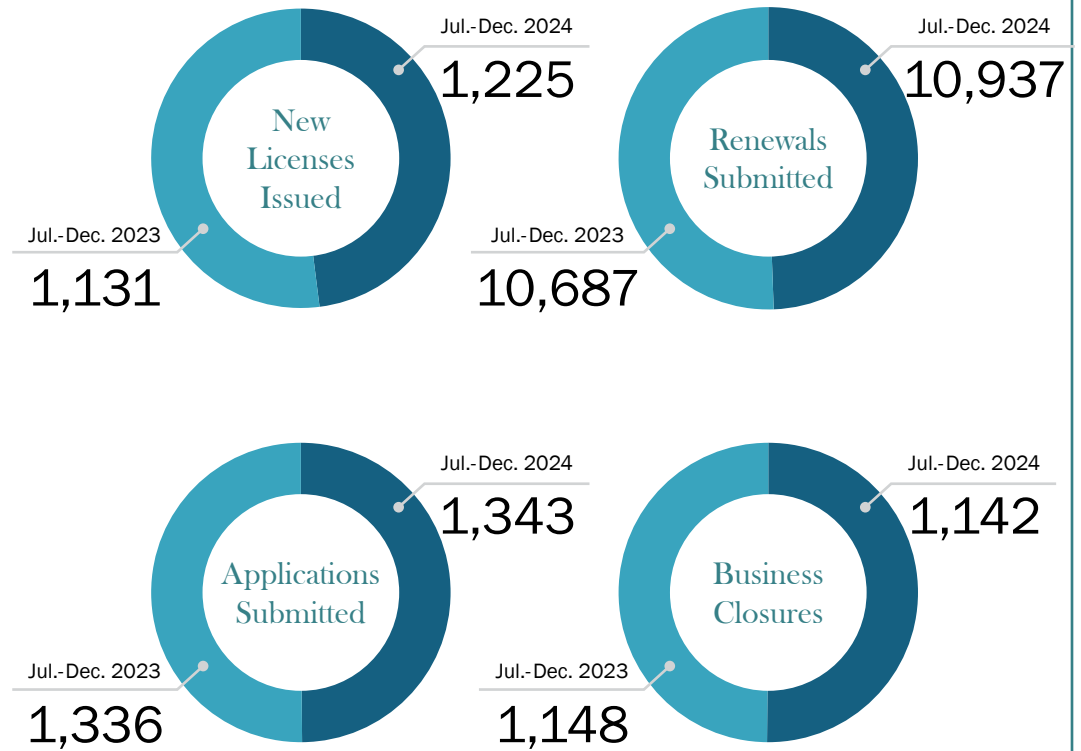 Jul.-Dec. 2024
1,225
New
Licenses
Issued
Jul.-Dec. 2023
1,131
Jul.-Dec. 2024
10,937
Renewals
Submitted
Jul.-Dec. 2023
10,687
Jul.-Dec. 2024
1,343
Applications
Submitted
Jul.-Dec. 2023
1,336
Jul.-Dec. 2024
1,142
Business
Closures
Jul.-Dec. 2023
1,148